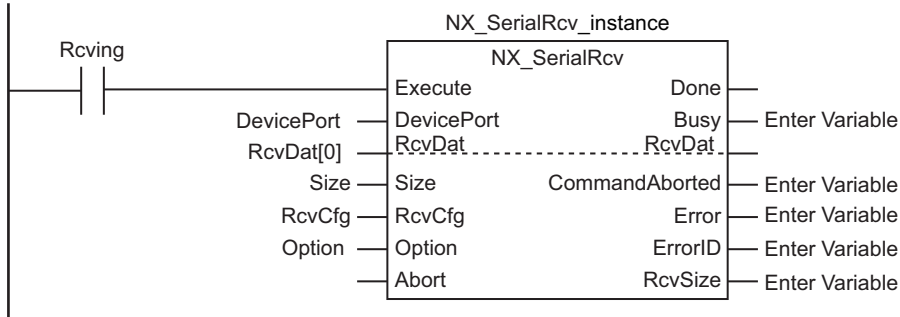 NX_SerialRcv_instance
Rcving
NX_SerialRcv
Execute Done
DevicePort DevicePort Busy Enter Variable
RcvDat[0] RcvDat RcvDat
Size Size CommandAborted Enter Variable
RcvCfg RcvCfg Error Enter Variable
Option Option ErrorID Enter Variable
Abort RcvSize Enter Variable